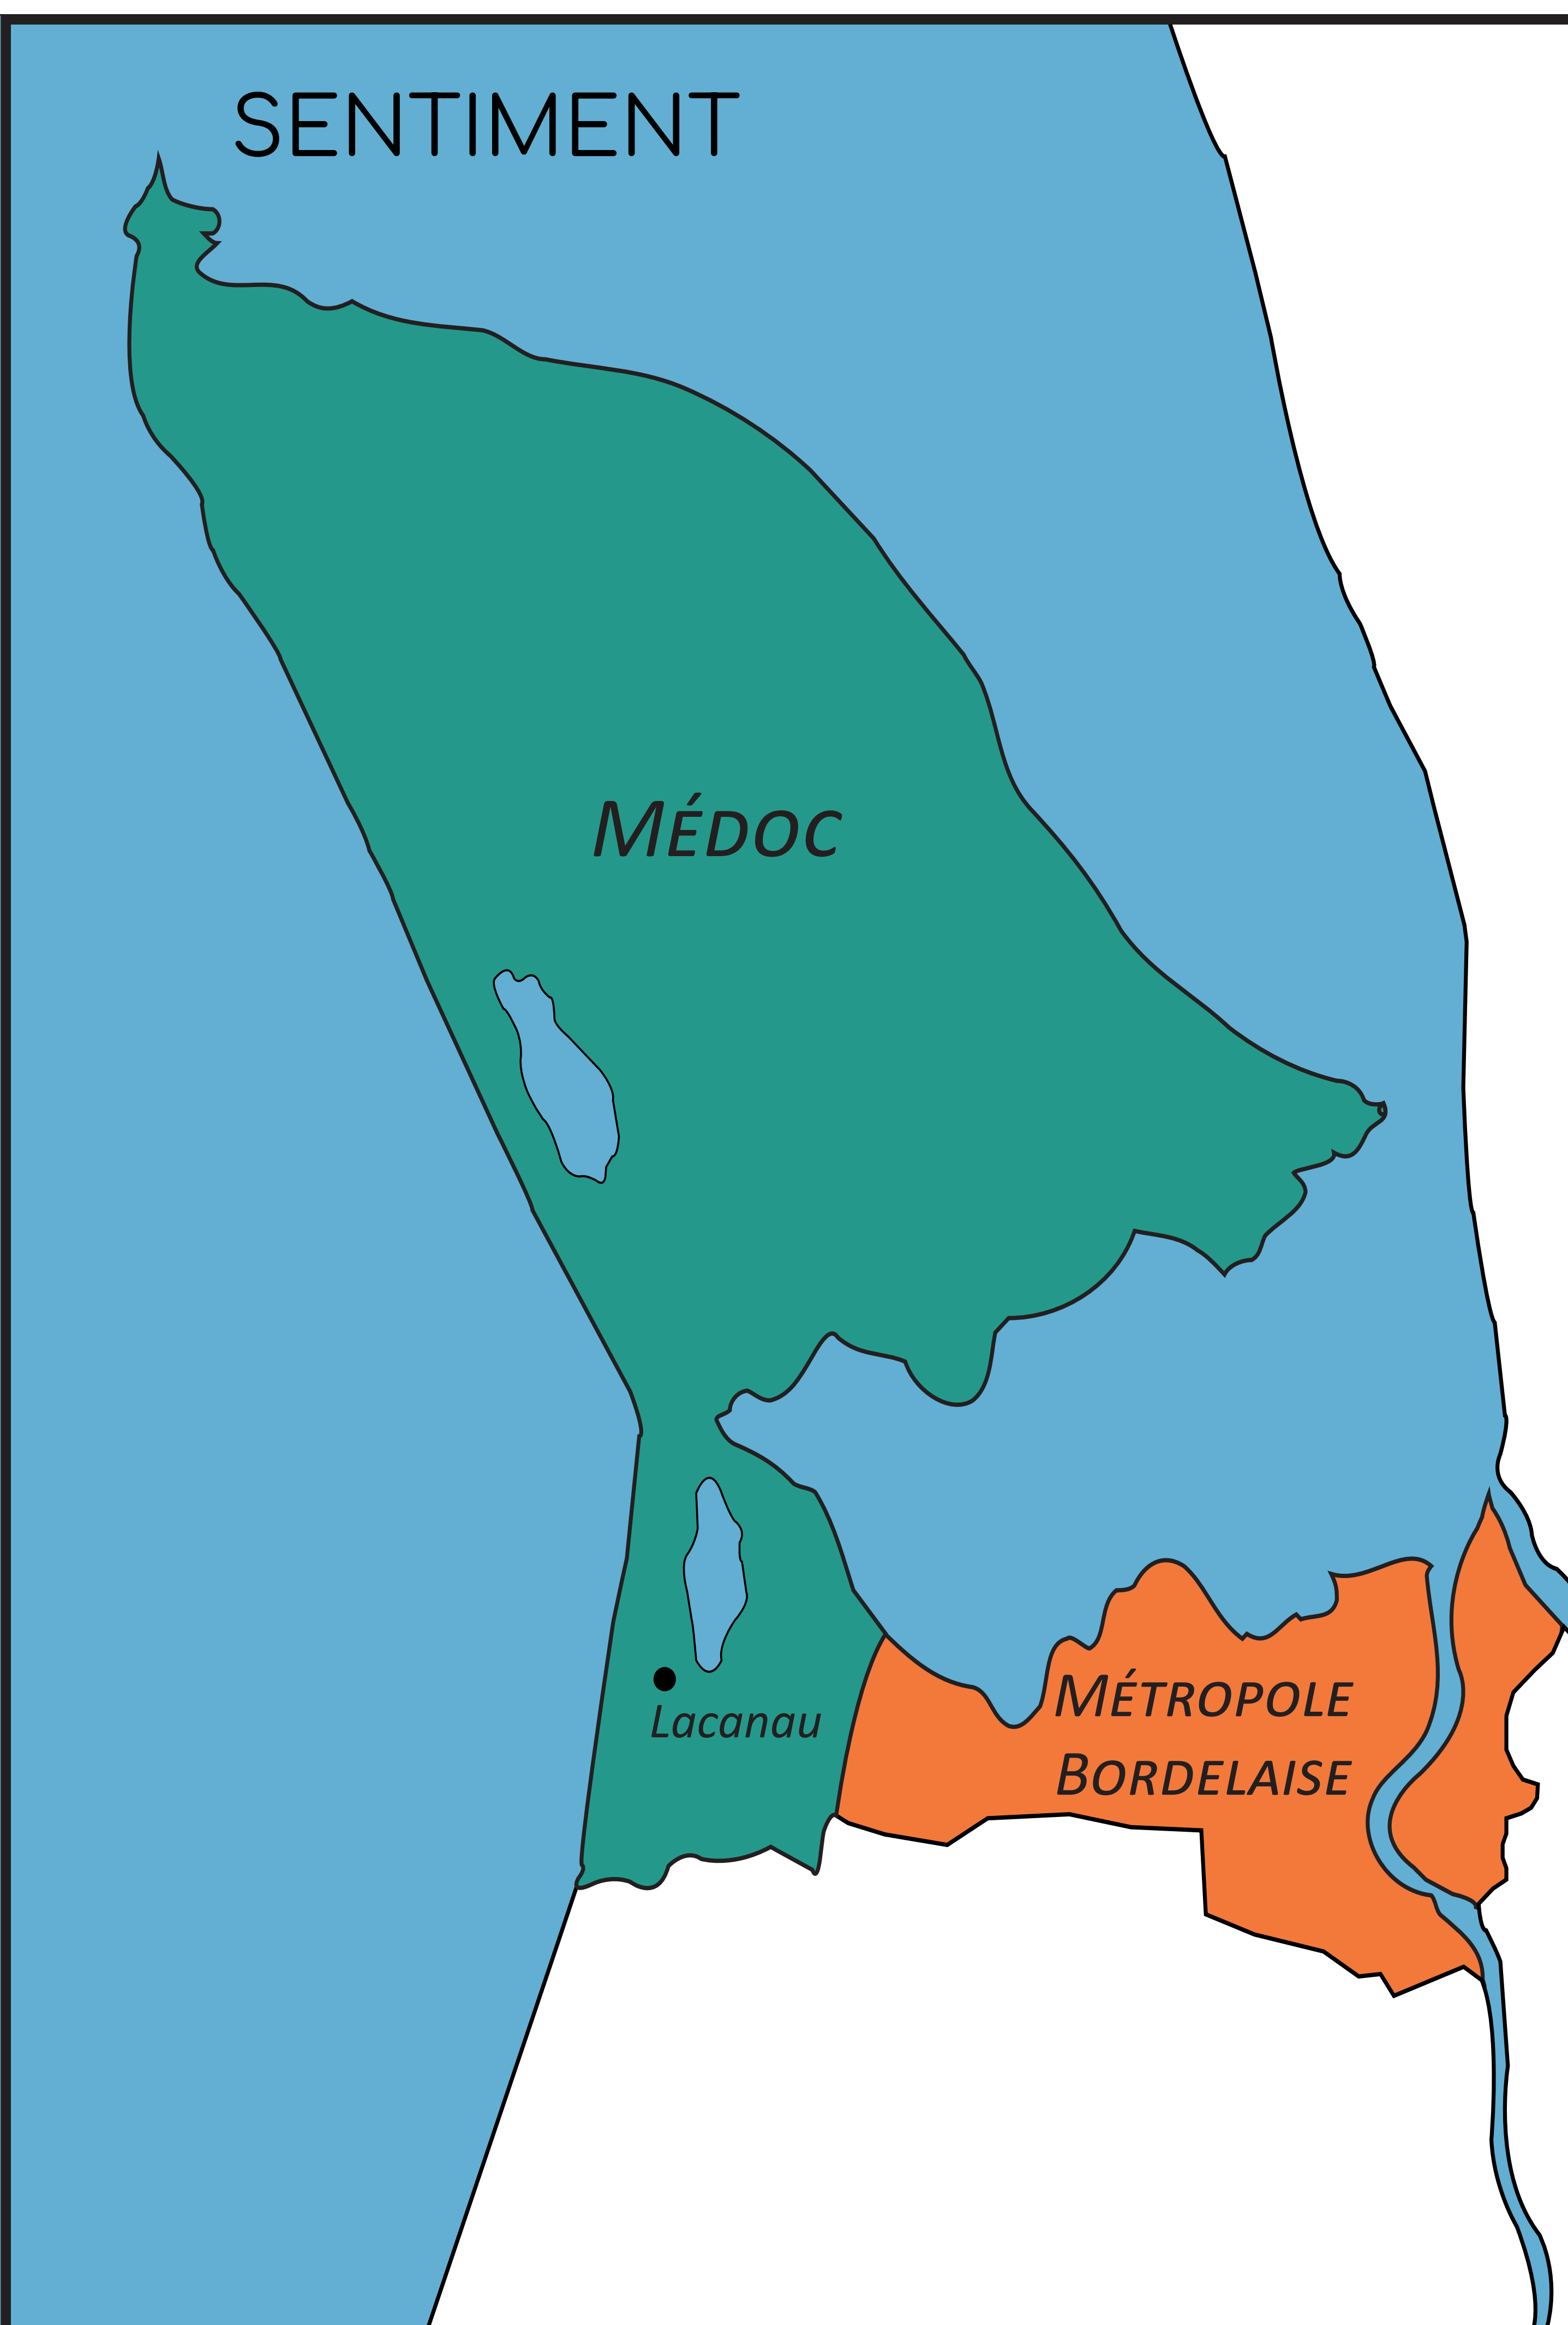 SENTIMENT
MÉDOC
Lacanau
MÉTROPOLE
BORDELAISE